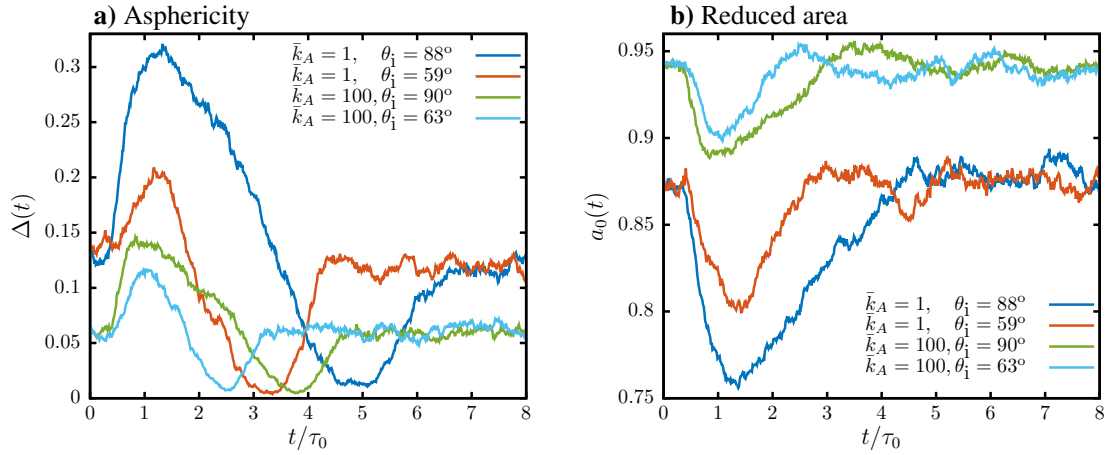 a) Asphericity
k̄_A = 1, θ_i = 88°
k̄_A = 1, θ_i = 59°
k̄_A = 100, θ_i = 90°
k̄_A = 100, θ_i = 63°
Δ(t)
0.3
0.25
0.2
0.15
0.1
0.05
0
0 1 2 3 4 5 6 7 8
t/τ₀
b) Reduced area
a₀(t)
0.95
0.9
0.85
0.8
0.75
k̄_A = 1, θ_i = 88°
k̄_A = 1, θ_i = 59°
k̄_A = 100, θ_i = 90°
k̄_A = 100, θ_i = 63°
0 1 2 3 4 5 6 7 8
t/τ₀